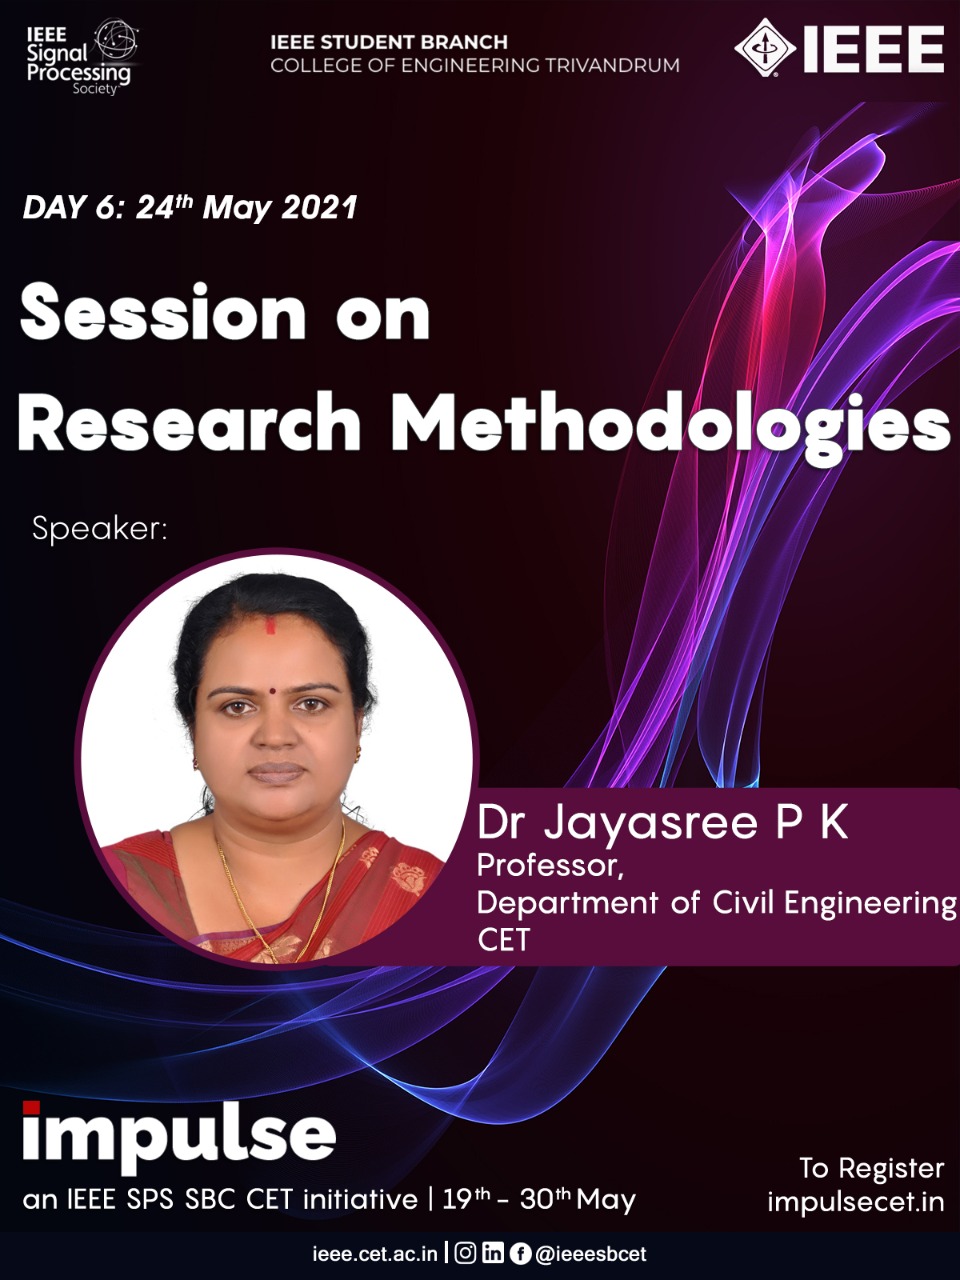 IEEE
Signal
Processing
Society
IEEE STUDENT BRANCH
COLLEGE OF ENGINEERING TRIVANDRUM
IEEE
DAY 6: 24th May 2021
Session on
Research Methodologies
Speaker:
Dr Jayasree P K
Professor,
Department of Civil Engineering
CET
impulse
an IEEE SPS SBC CET initiative | 19th - 30th May
To Register
impulsecet.in
ieee.cet.ac.in | @ieeesbcet